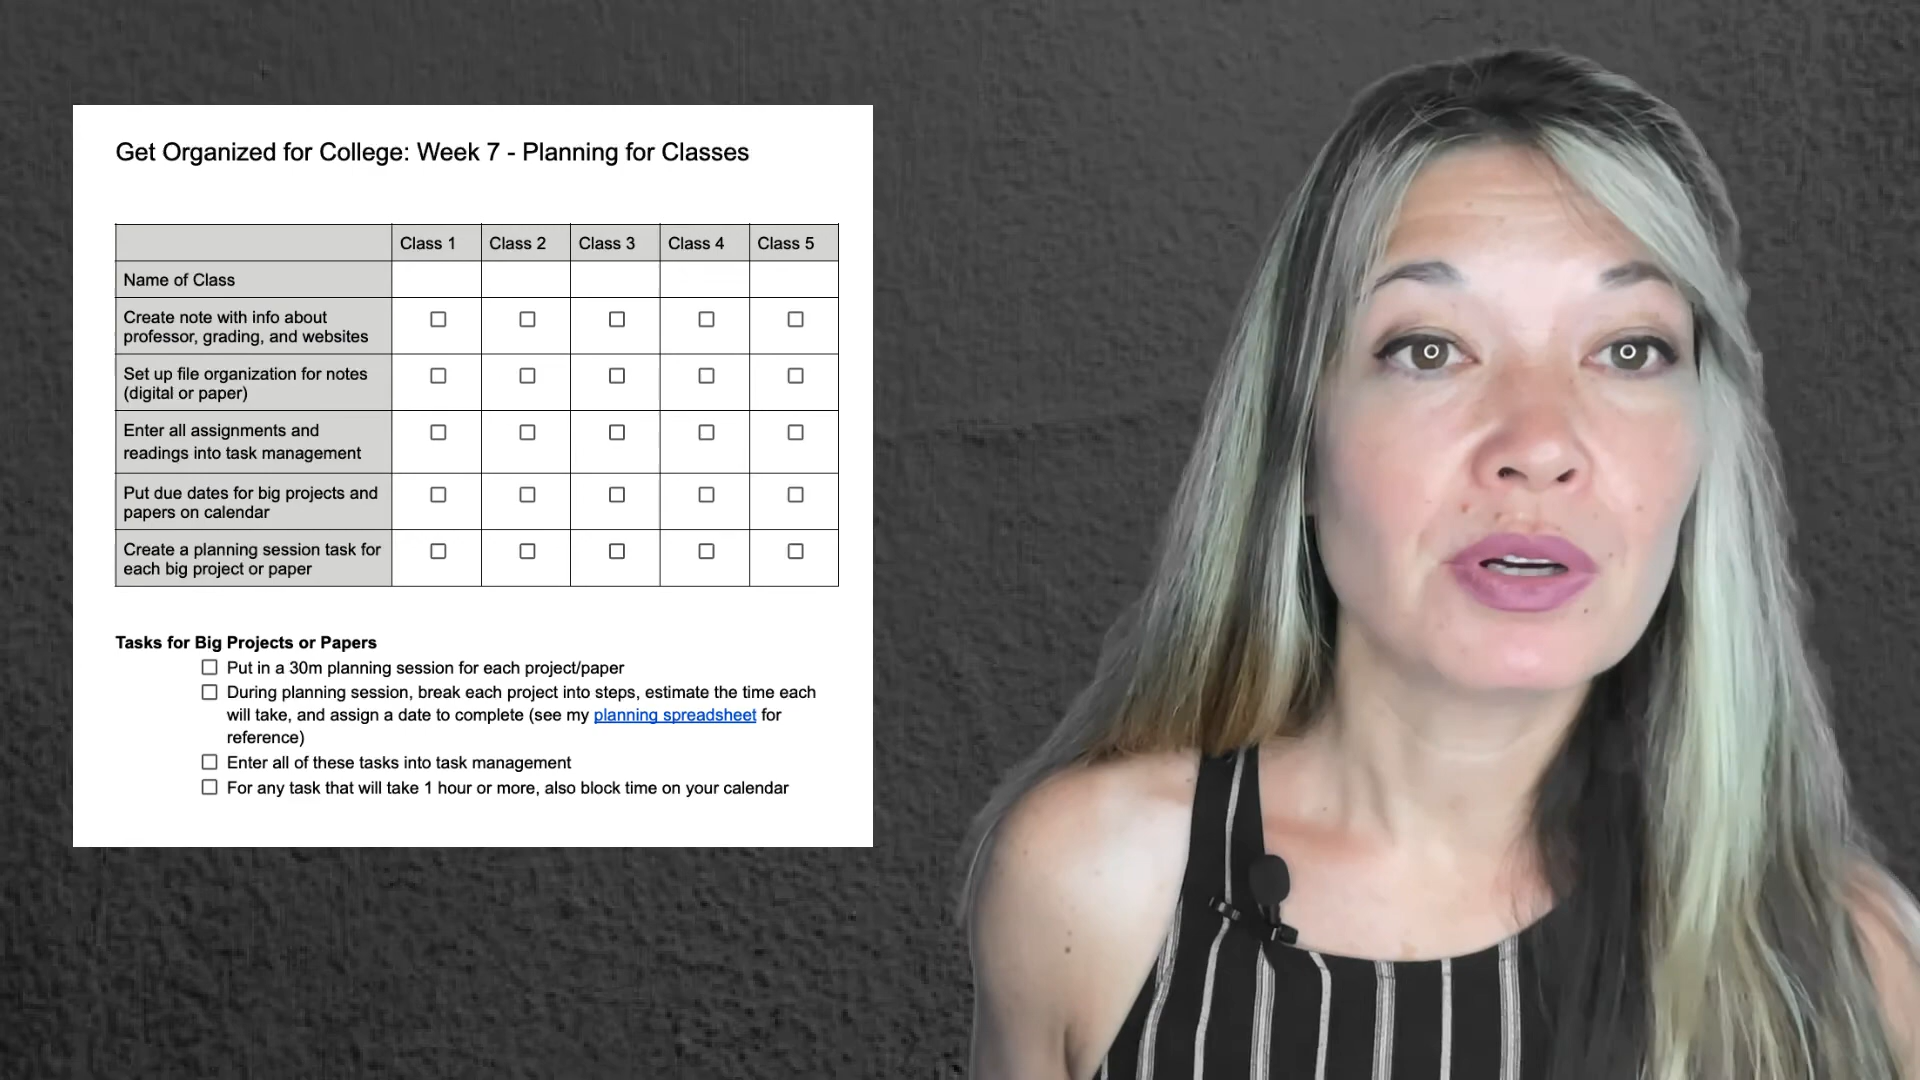 Get Organized for College: Week 7 - Planning for Classes
Class 1 Class 2 Class 3 Class 4 Class 5
Name of Class
Create note with info about
professor, grading, and websites
Set up file organization for notes
(digital or paper)
Enter all assignments and
readings into task management
Put due dates for big projects and
papers on calendar
Create a planning session task for
each big project or paper
Tasks for Big Projects or Papers
Put in a 30m planning session for each project/paper
During planning session, break each project into steps, estimate the time each
will take, and assign a date to complete (see my planning spreadsheet for
reference)
Enter all of these tasks into task management
For any task that will take 1 hour or more, also block time on your calendar